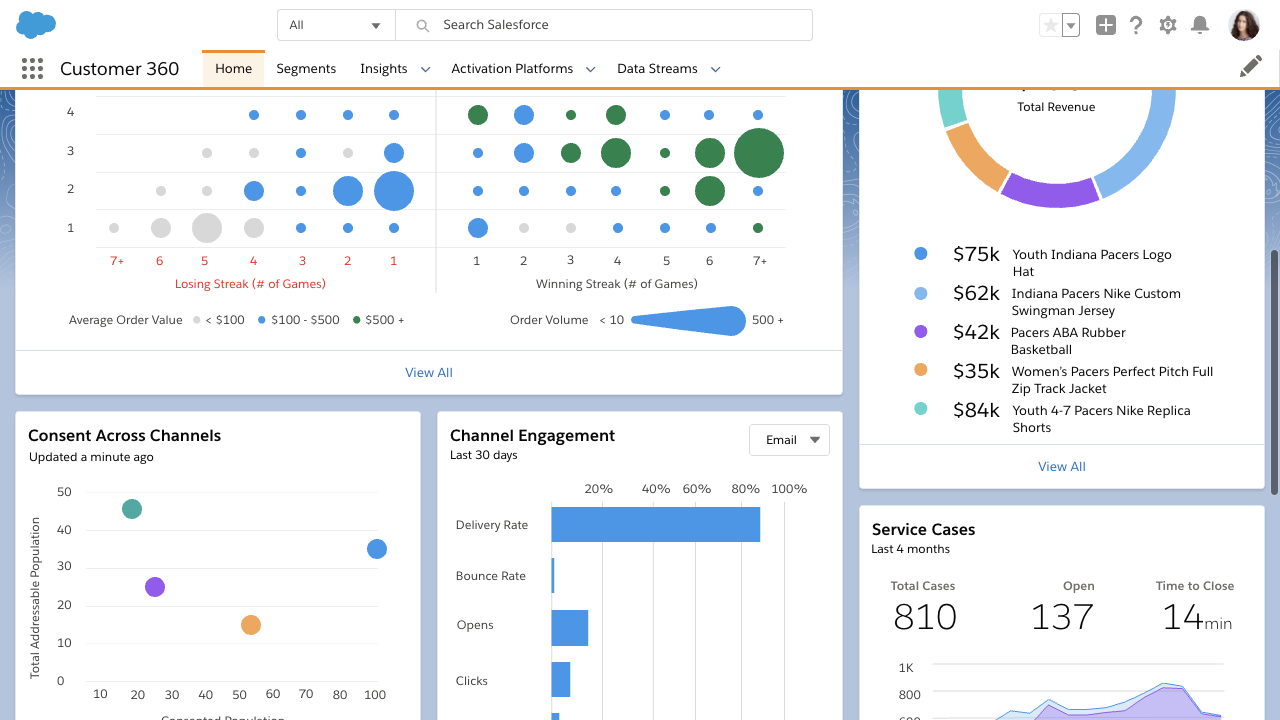 All
Search Salesforce
Customer 360
Home
Segments
Insights
Activation Platforms
Data Streams
4
3
2
1
7+ 6 5 4 3 2 1 1 2 3 4 5 6 7+
Losing Streak (# of Games)
Winning Streak (# of Games)
Average Order Value < $100 $100 - $500 $500 +
Order Volume < 10 500 +
View All
Total Revenue
$75k Youth Indiana Pacers Logo
Hat
$62k Indiana Pacers Nike Custom
Swingman Jersey
$42k Pacers ABA Rubber
Basketball
$35k Women's Pacers Perfect Pitch Full
Zip Track Jacket
$84k Youth 4-7 Pacers Nike Replica
Shorts
View All
Consent Across Channels
Updated a minute ago
Total Addressable Population
50
40
30
20
10
0
10 20 30 40 50 60 70 80 100
Consented Population
Channel Engagement
Last 30 days
Email
20% 40% 60% 80% 100%
Delivery Rate
Bounce Rate
Opens
Clicks
Service Cases
Last 4 months
Total Cases Open Time to Close
810 137 14min
1K
800
600